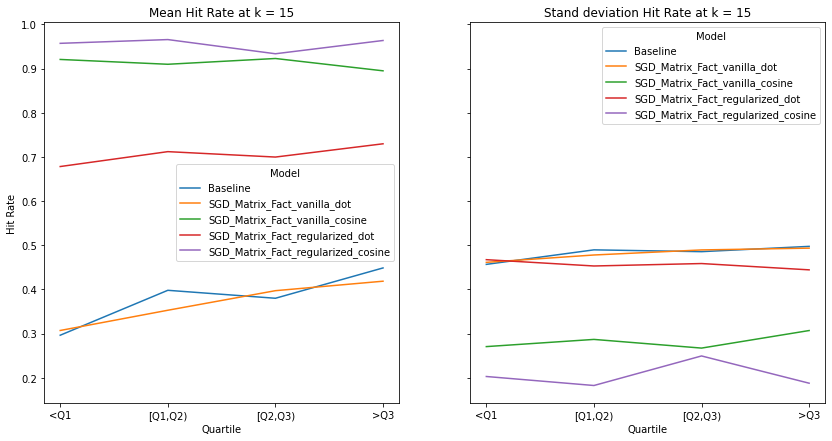 Mean Hit Rate at k = 15
Hit Rate
1.0
0.9
0.8
0.7
0.6
0.5
0.4
0.3
0.2
Model
Baseline
SGD_Matrix_Fact_vanilla_dot
SGD_Matrix_Fact_vanilla_cosine
SGD_Matrix_Fact_regularized_dot
SGD_Matrix_Fact_regularized_cosine
<Q1 [Q1,Q2) [Q2,Q3) >Q3
Quartile
Stand deviation Hit Rate at k = 15
Model
Baseline
SGD_Matrix_Fact_vanilla_dot
SGD_Matrix_Fact_vanilla_cosine
SGD_Matrix_Fact_regularized_dot
SGD_Matrix_Fact_regularized_cosine
<Q1 [Q1,Q2) [Q2,Q3) >Q3
Quartile